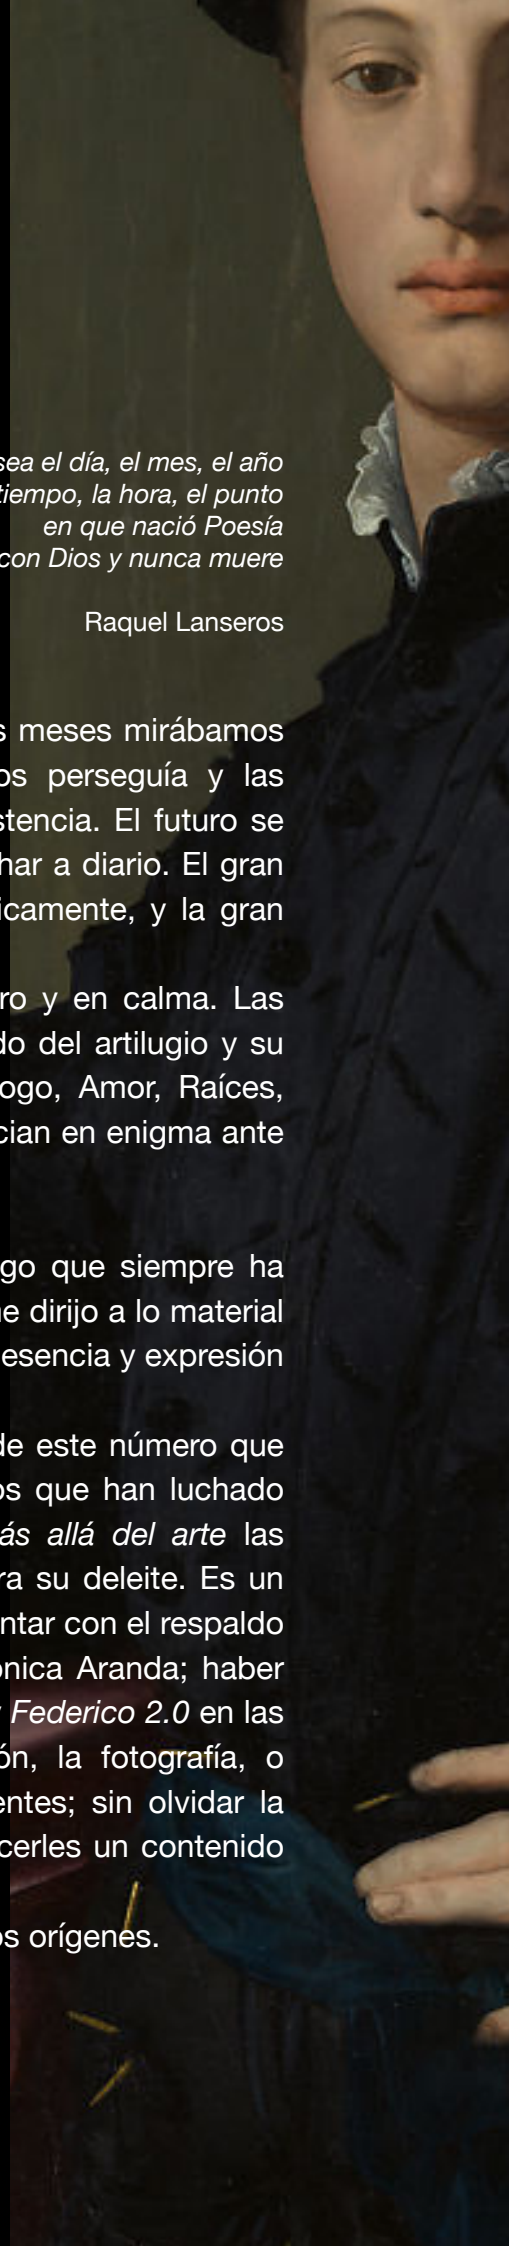 sea el día, el mes, el año
tiempo, la hora, el punto
en que nació Poesía
con Dios y nunca muere
Raquel Lanseros
s meses mirábamos
os perseguía y las
stencia. El futuro se
har a diario. El gran
icamente, y la gran
ro y en calma. Las
do del artilugio y su
ogo, Amor, Raíces,
cian en enigma ante
go que siempre ha
e dirijo a lo material
esencia y expresión
de este número que
os que han luchado
ás allá del arte las
ra su deleite. Es un
ntar con el respaldo
ónica Aranda; haber
Federico 2.0 en las
ón, la fotografía, o
entes; sin olvidar la
cerles un contenido
os orígenes.